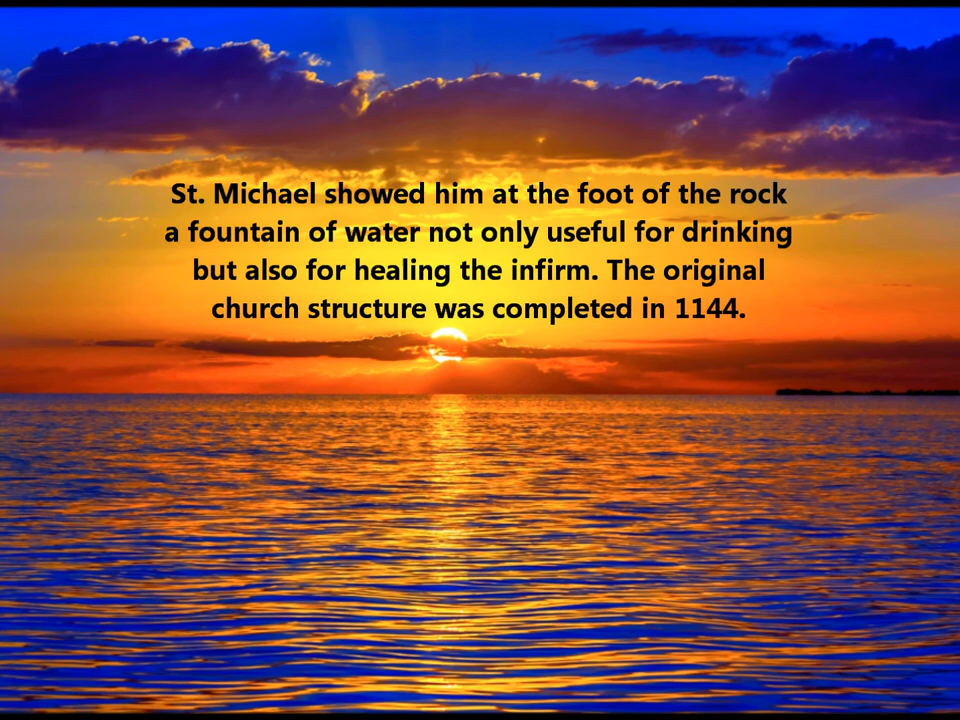 St. Michael showed him at the foot of the rock
a fountain of water not only useful for drinking
but also for healing the infirm. The original
church structure was completed in 1144.